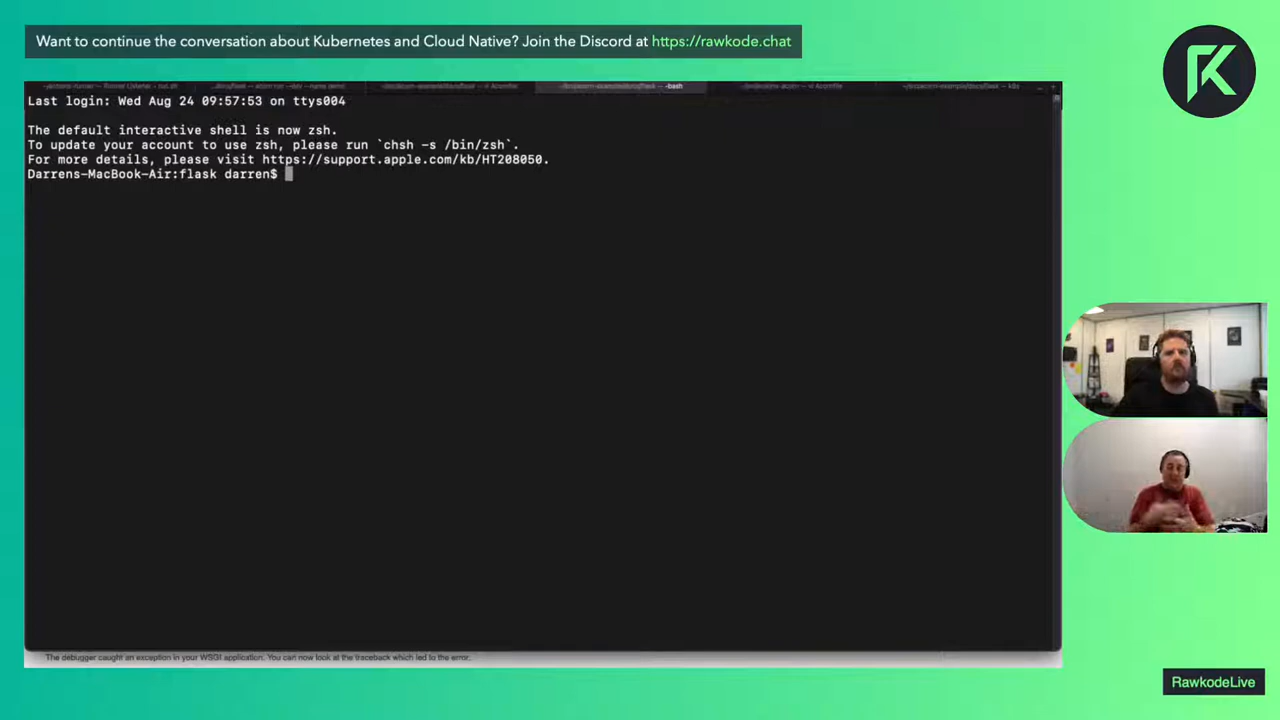 Want to continue the conversation about Kubernetes and Cloud Native? Join the Discord at https://rawkode.chat
Last login: Wed Aug 24 09:57:53 on ttys004
The default interactive shell is now zsh.
To update your account to use zsh, please run `chsh -s /bin/zsh`.
For more details, please visit https://support.apple.com/kb/HT208050.
Darrens-MacBook-Air:flask darren$
The debugger caught an exception in your WSGI application. You can now look at the traceback which led to the error.
RawkodeLive